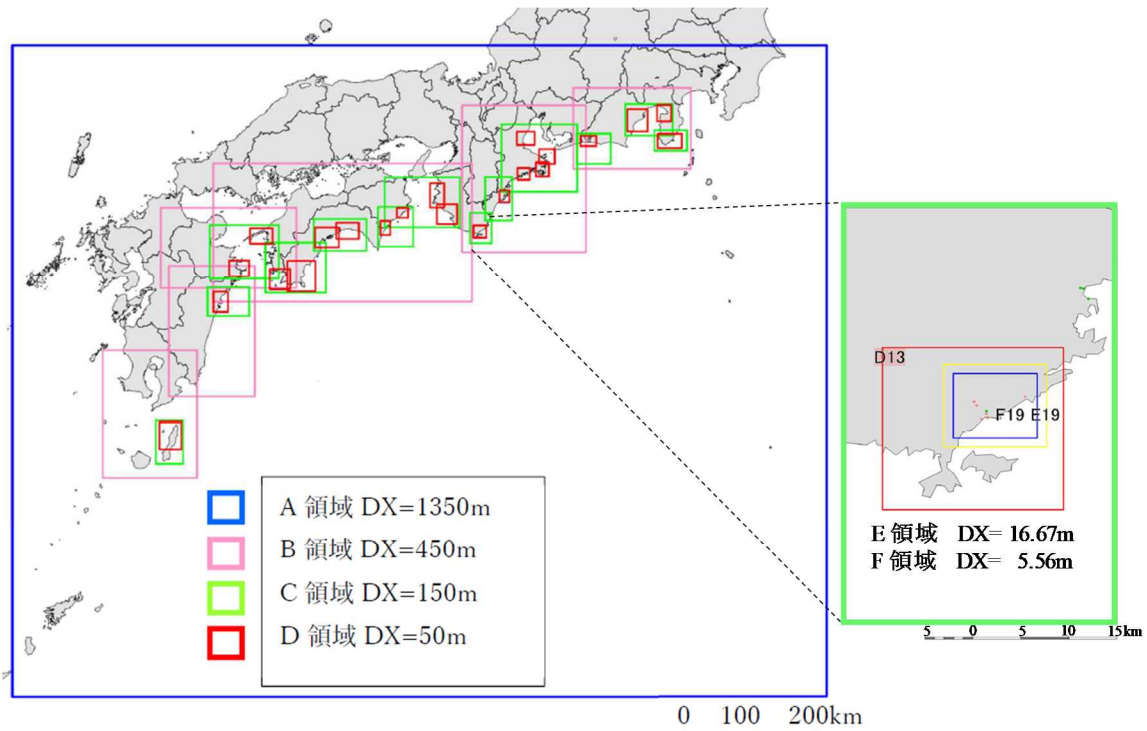 A 領域 DX=1350m
B 領域 DX=450m
C 領域 DX=150m
D 領域 DX=50m
0 100 200km
D13
F19 E19
E 領域 DX= 16.67m
F 領域 DX= 5.56m
5 0 5 10 15km